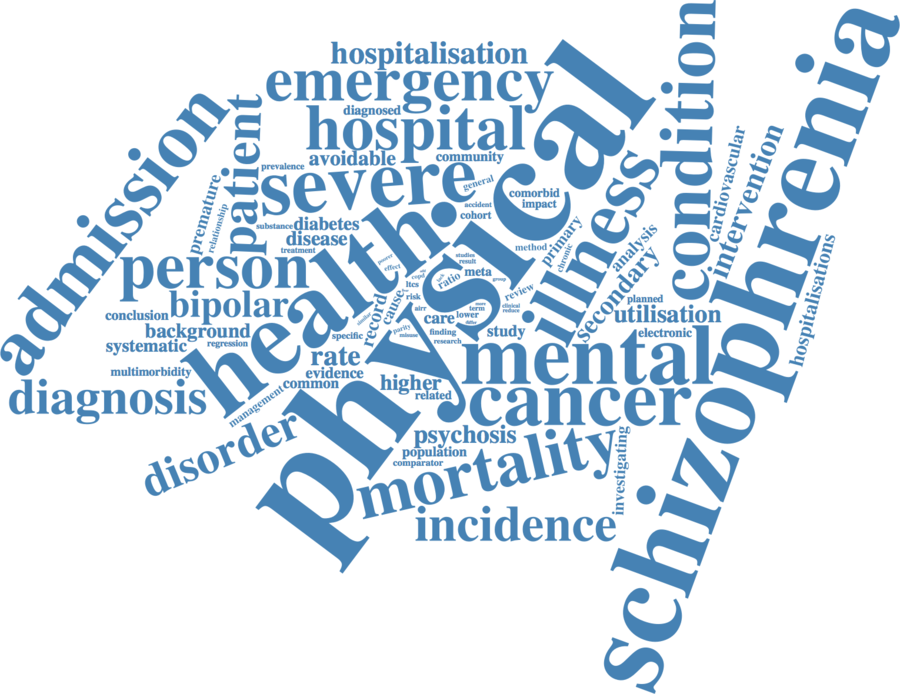 hospitalisation
emergency
diagnosed
hospital
avoidable
community
prevalence
severe
general
accident
cohort
comorbid
impact
admission
patient
premature
relationship
substance
diabetes
disease
treatment
person
bipolar
conclusion
background
systematic
regression
multimorbidity
diagnosis
health
physical
illness
condition
schizophrenia
cardiovascular
intervention
hospitalisations
primary
chronic
analysis
secondary
method
studies
result
meta
group
ratio
review
poorer
effect
ltcs
risk
record
cause
care
lower
term
more
clinical
reduce
airr
parity
finding
research
study
specific
planned
utilisation
electronic
rate
evidence
common
management
higher
related
mental
cancer
disorder
psychosis
population
comparator
mortality
investigating
incidence